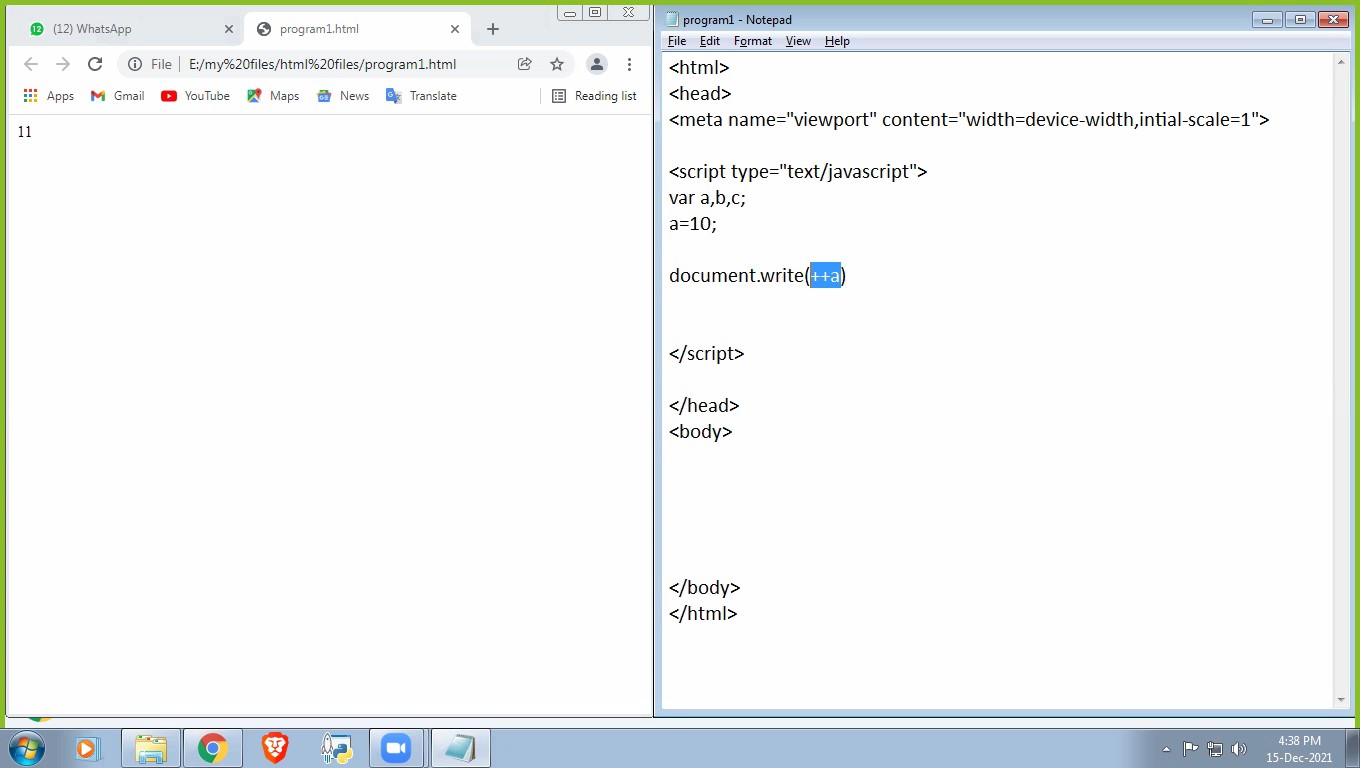 (12) WhatsApp
program1.html
File
E:/my%20files/html%20files/program1.html
Apps
Gmail
YouTube
Maps
News
Translate
Reading list
11
program1 - Notepad
File Edit Format View Help
<html>
<head>
<meta name="viewport" content="width=device-width,intial-scale=1">
<script type="text/javascript">
var a,b,c;
a=10;
document.write(++a)
</script>
</head>
<body>
</body>
</html>
4:38 PM
15-Dec-2021